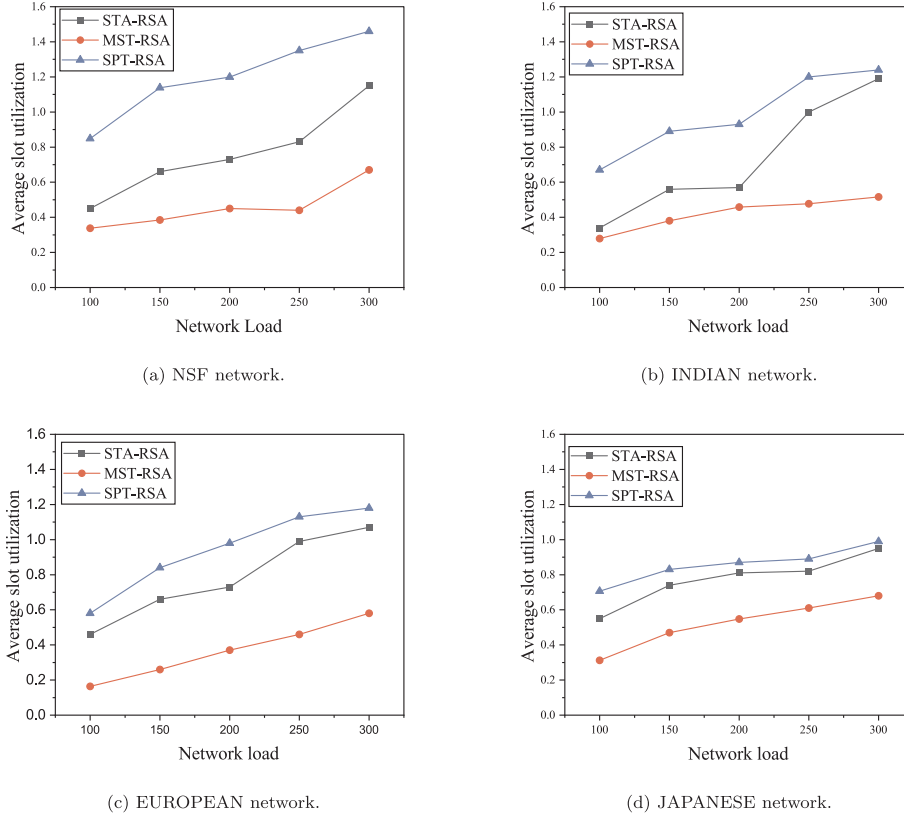 STA-RSA
MST-RSA
SPT-RSA
1.6
1.4
1.2
1.0
0.8
0.6
0.4
0.2
0.0
Average slot utilization
100 150 200 250 300
Network Load
(a) NSF network.
STA-RSA
MST-RSA
SPT-RSA
1.6
1.4
1.2
1.0
0.8
0.6
0.4
0.2
0.0
Average slot utilization
100 150 200 250 300
Network load
(b) INDIAN network.
STA-RSA
MST-RSA
SPT-RSA
1.6
1.4
1.2
1.0
0.8
0.6
0.4
0.2
0.0
Average slot utilization
100 150 200 250 300
Network load
(c) EUROPEAN network.
STA-RSA
MST-RSA
SPT-RSA
1.6
1.4
1.2
1.0
0.8
0.6
0.4
0.2
0.0
Average slot utilization
100 150 200 250 300
Network load
(d) JAPANESE network.